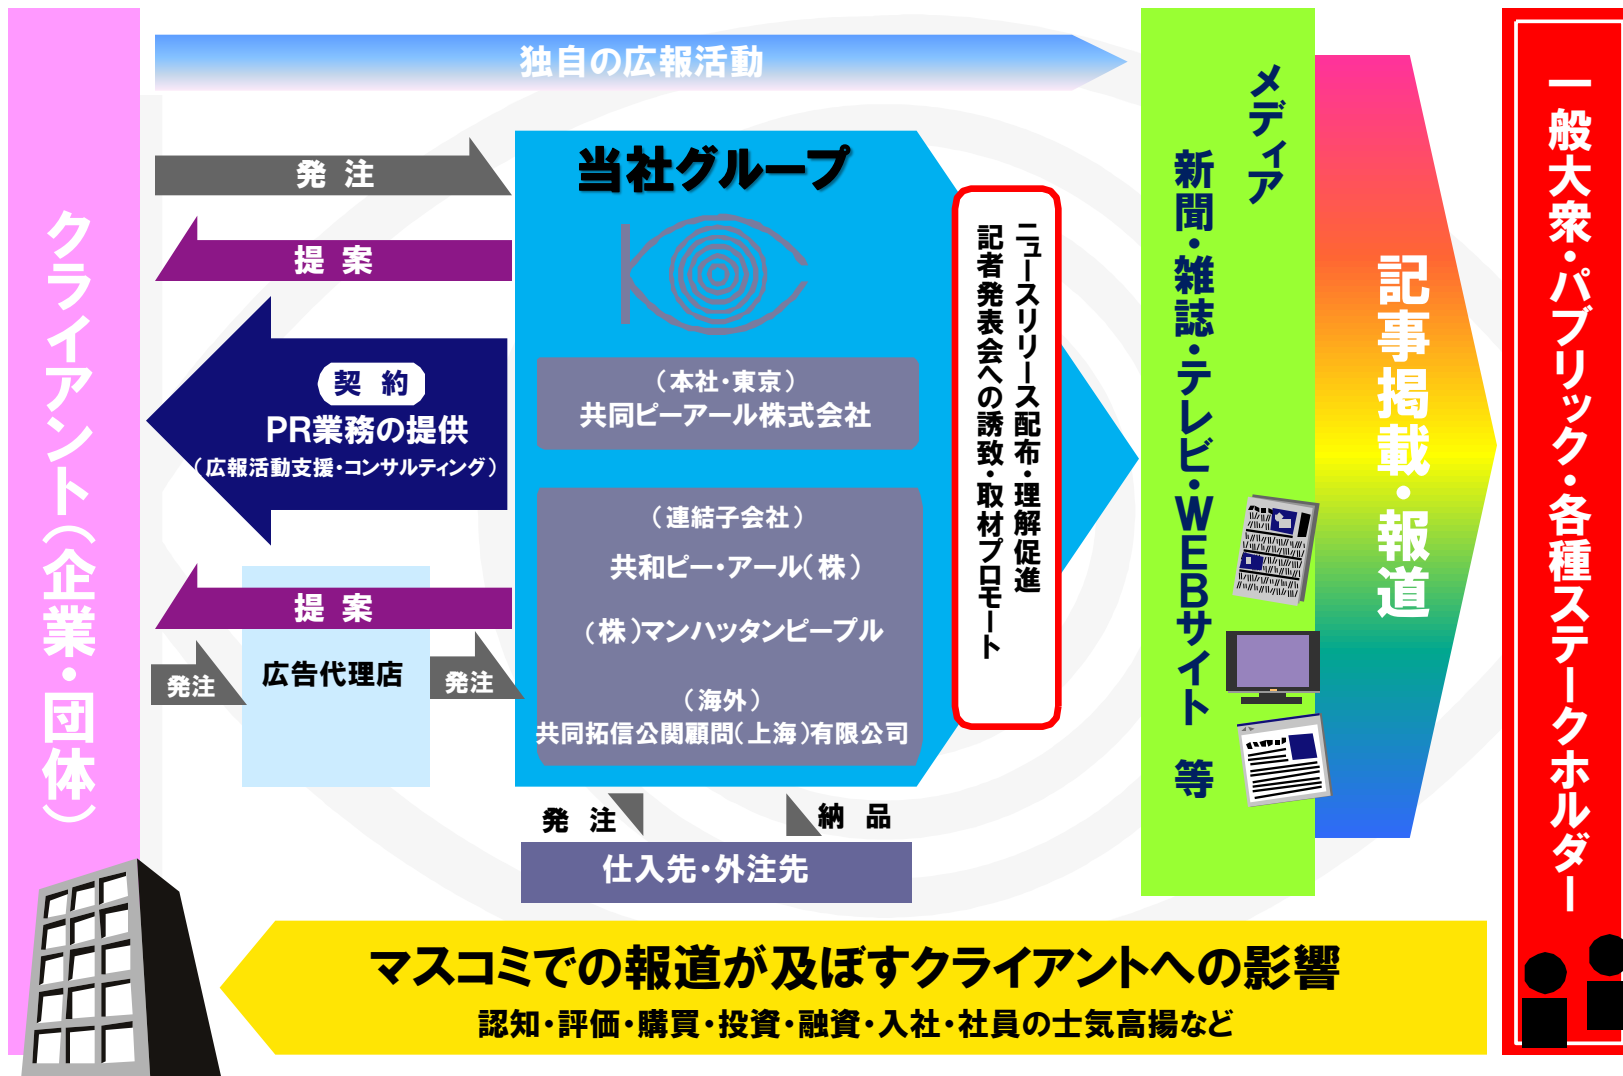 独自の広報活動
クライアント（企業・団体）
発 注
提 案
契 約
PR業務の提供
（広報活動支援・コンサルティング）
提 案
発注
広告代理店
発注
当社グループ
（本社・東京）
共同ピーアール株式会社
（連結子会社）
共和ピー・アール（株）
（株）マンハッタンピープル
（海外）
共同拓信公関顧問（上海）有限公司
発 注
納 品
仕入先・外注先
ニュースリリース配布・理解促進
記者発表会への誘致・取材プロモート
メディア
新聞・雑誌・テレビ・WEBサイト 等
記事掲載・報道
一般大衆・パブリック・各種ステークホルダー
マスコミでの報道が及ぼすクライアントへの影響
認知・評価・購買・投資・融資・入社・社員の士気高揚など